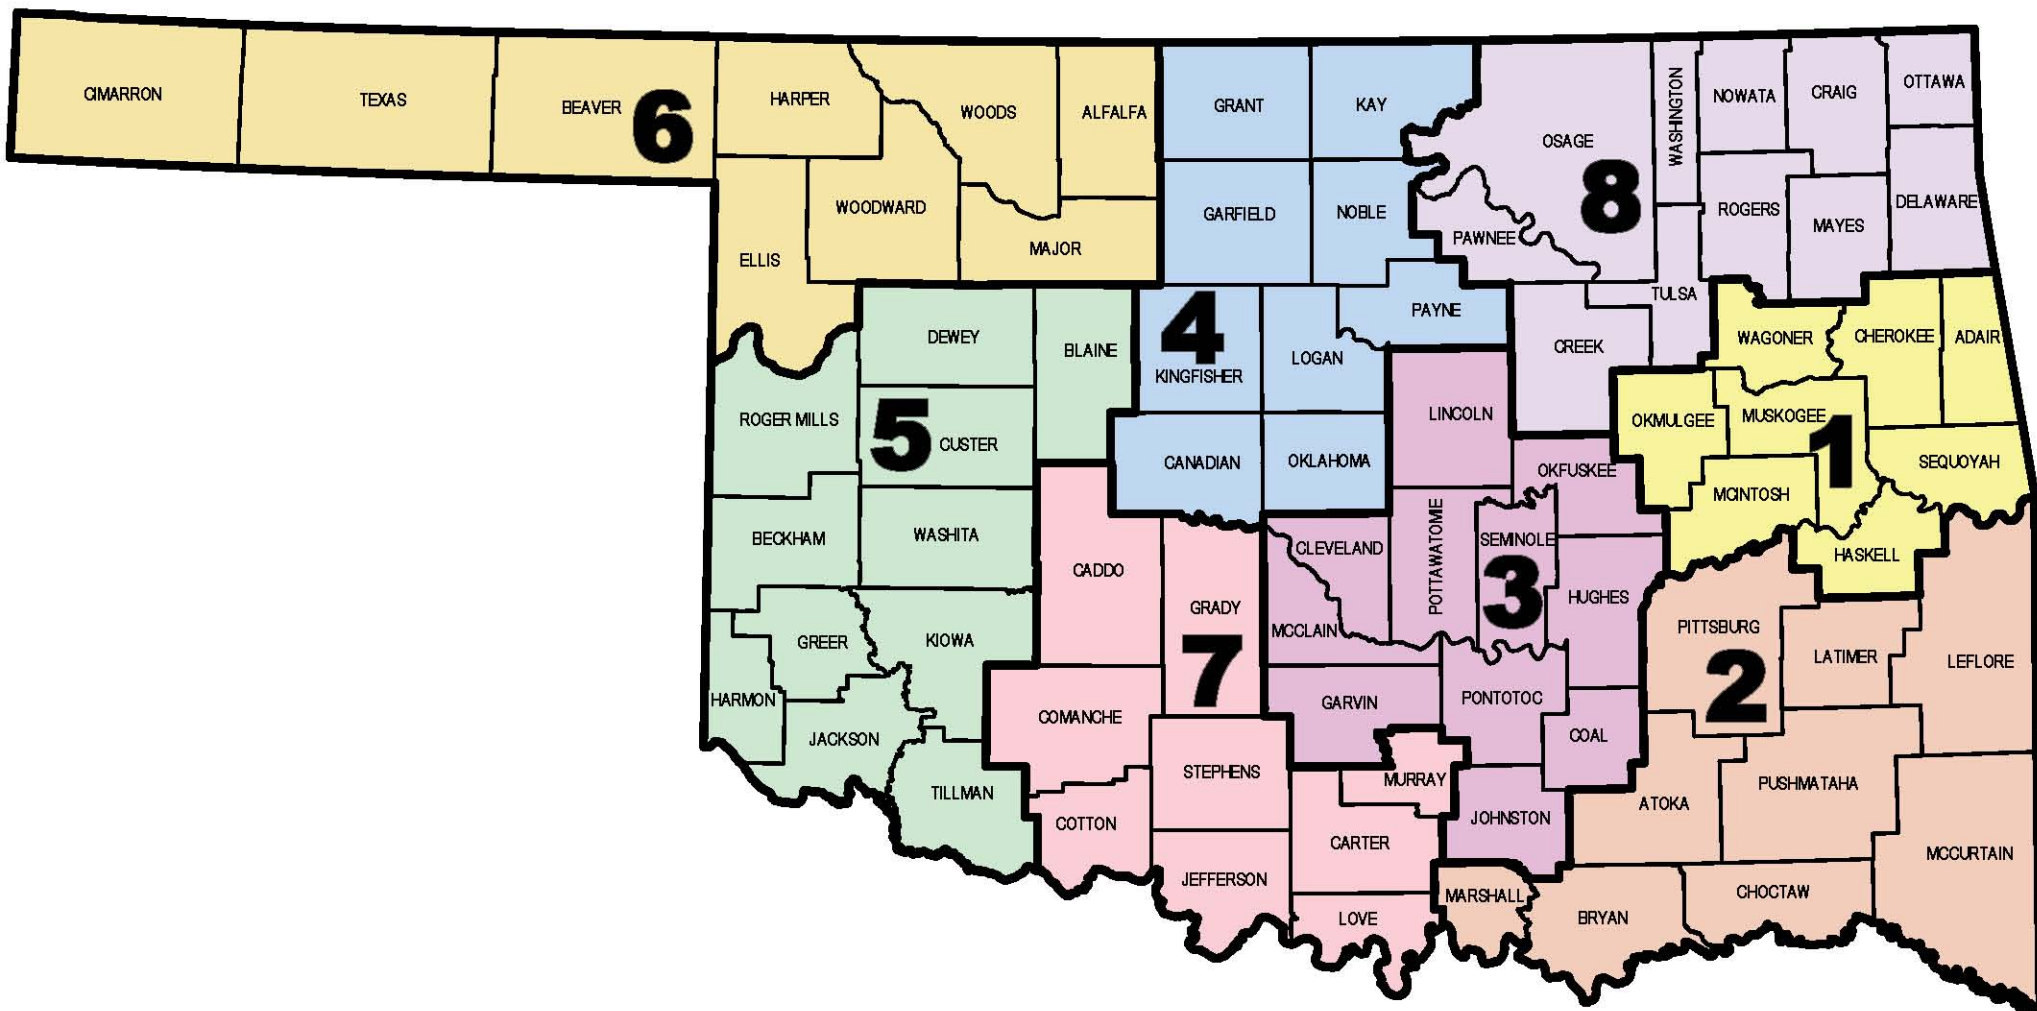 CIMARRON
TEXAS
BEAVER
6
HARPER
WOODS
ALFALFA
WOODWARD
ELLIS
MAJOR
GRANT
KAY
GARFIELD
NOBLE
4
KINGFISHER
LOGAN
PAYNE
CANADIAN
OKLAHOMA
OSAGE
WASHINGTON
NOWATA
CRAIG
OTTAWA
8
PAWNEE
ROGERS
MAYES
DELAWARE
TULSA
CREEK
DEWEY
BLAINE
ROGER MILLS
5
CUSTER
BECKHAM
WASHITA
GREER
KIOWA
HARMON
JACKSON
TILLMAN
CADDO
GRADY
7
COMANCHE
STEPHENS
COTTON
JEFFERSON
MURRAY
CARTER
LOVE
LINCOLN
OKFUSKEE
CLEVELAND
POTTAWATOMIE
SEMINOLE
3
HUGHES
MCCLAIN
GARVIN
PONTOTOC
COAL
JOHNSTON
WAGONER
CHEROKEE
ADAIR
OKMULGEE
MUSKOGEE
1
SEQUOYAH
MCINTOSH
HASKELL
PITTSBURG
LATIMER
LEFLORE
2
ATOKA
PUSHMATAHA
MCCURTAIN
MARSHALL
BRYAN
CHOCTAW